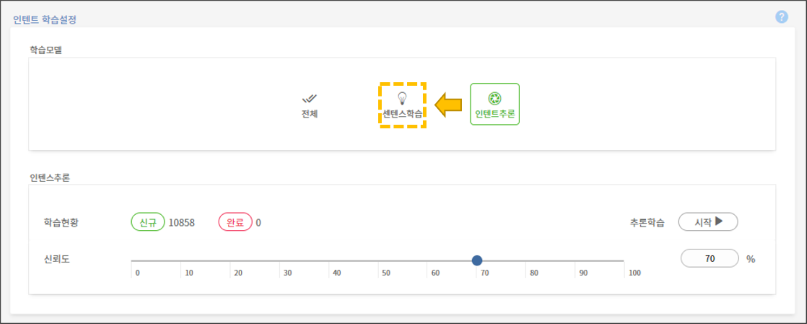 인텐트 학습설정
?
학습모델
전체
센텐스학습
인텐트추론
인텐스추론
학습현황 신규 10858 완료 0 추론학습 시작
신뢰도 70 %
0 10 20 30 40 50 60 70 80 90 100